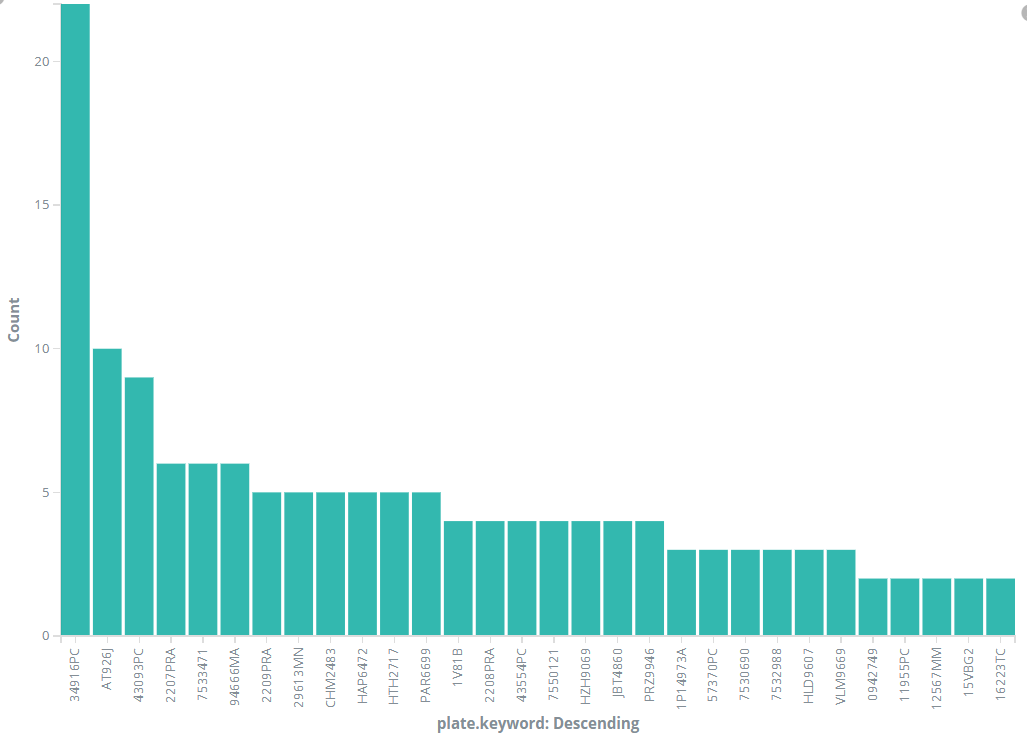 20
15
10
5
0
Count
34916PC
AT926J
43093PC
2207PRA
7533471
94666MA
2209PRA
29613MN
CHM2483
HAP6472
HTH2717
PAR6699
1V81B
2208PRA
43554PC
7550121
HZH9069
JBT4860
PRZ9946
1P14973A
57370PC
7530690
7532988
HLD9607
VLM9669
0942749
11955PC
12567MM
15VBG2
16223TC
plate.keyword: Descending